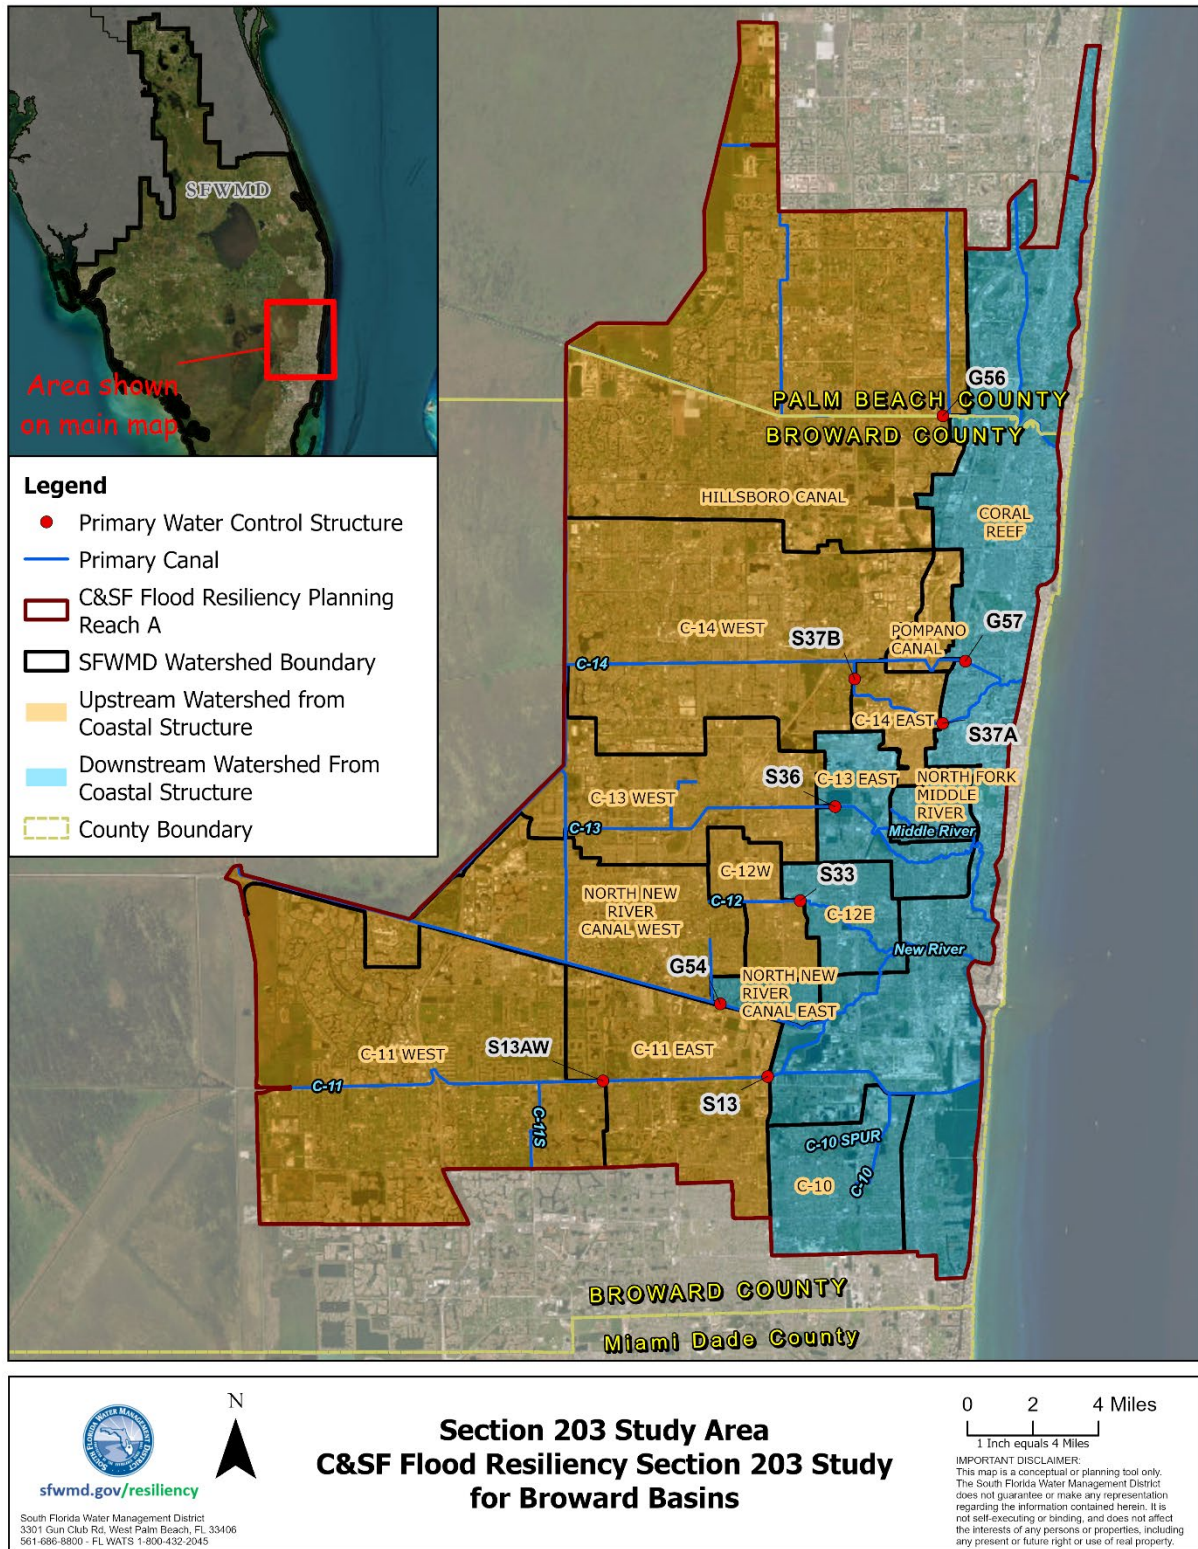 SFWMD
Area shown
on main map
Legend
Primary Water Control Structure
Primary Canal
C&SF Flood Resiliency Planning
Reach A
SFWMD Watershed Boundary
Upstream Watershed from
Coastal Structure
Downstream Watershed From
Coastal Structure
County Boundary
G56
PALM BEACH COUNTY
BROWARD COUNTY
HILLSBORO CANAL
CORAL
REEF
C-14 WEST
S37B
POMPANO
CANAL
G57
C-14
C-14 EAST
S37A
S36
C-13 EAST
NORTH FORK
MIDDLE
RIVER
C-13 WEST
C-13
Middle River
C-12W
S33
NORTH NEW
RIVER
CANAL WEST
C-12
C-12E
New River
G54
NORTH NEW
RIVER
CANAL EAST
C-11 WEST
S13AW
C-11 EAST
C-11
S13
C-11S
C-10 SPUR
C-10
C-10
BROWARD COUNTY
Miami Dade County
SOUTH FLORIDA WATER MANAGEMENT DISTRICT
sfwmd.gov/resiliency
South Florida Water Management District
3301 Gun Club Rd, West Palm Beach, FL 33406
561-686-8800 - FL WATS 1-800-432-2045
N
Section 203 Study Area
C&SF Flood Resiliency Section 203 Study
for Broward Basins
0 2 4 Miles
1 Inch equals 4 Miles
IMPORTANT DISCLAIMER:
This map is a conceptual or planning tool only.
The South Florida Water Management District
does not guarantee or make any representation
regarding the information contained herein. It is
not self-executing or binding, and does not affect
the interests of any persons or properties, including
any present or future right or use of real property.